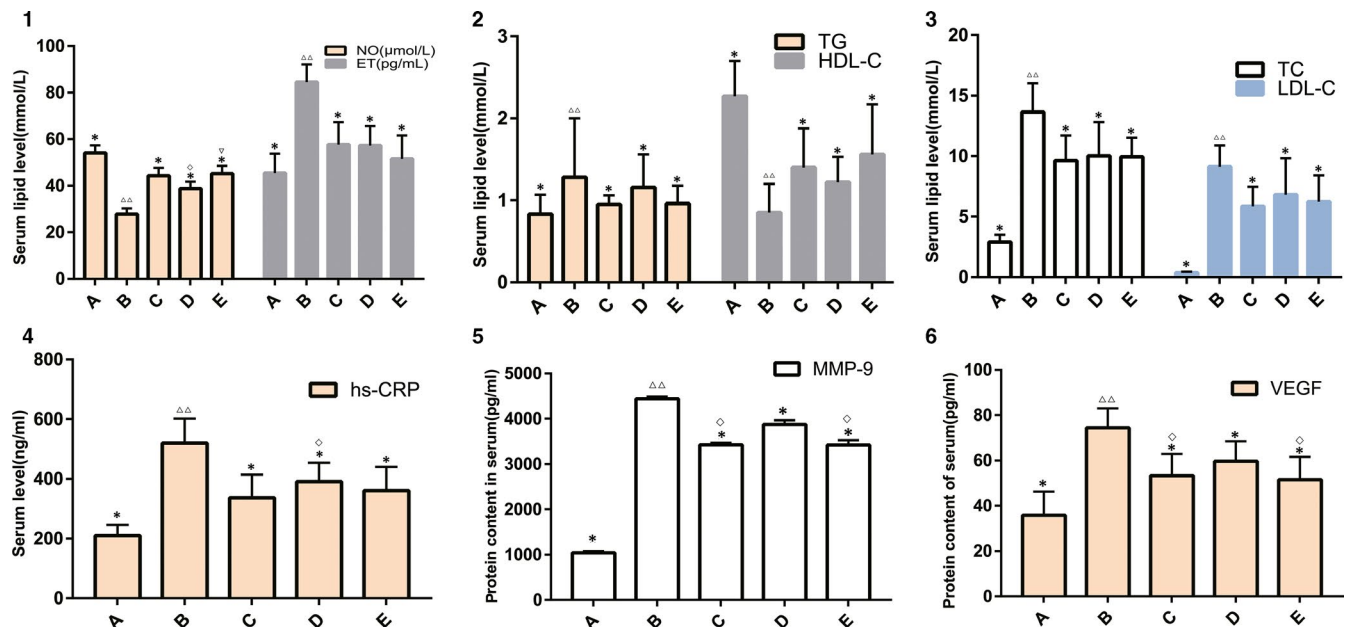 1
Serum lipid level(mmol/L)
100
80
60
40
20
0
NO(μmol/L)
ET(pg/mL)
* △△ * ◇* ▽* * △△ * * *
A B C D E A B C D E
2
Serum lipid level(mmol/L)
3
2
1
0
TG
HDL-C
* △△ * * * * △△ * * *
A B C D E A B C D E
3
Serum lipid level(mmol/L)
20
15
10
5
0
TC
LDL-C
* △△ * * * * △△ * * *
A B C D E A B C D E
4
Serum level(ng/ml)
800
600
400
200
0
hs-CRP
* △△ * ◇* *
A B C D E
5
Protein content in serum(pg/ml)
5000
4000
3000
2000
1000
0
MMP-9
* △△ ◇* * ◇*
A B C D E
6
Protein content of serum(pg/ml)
100
80
60
40
20
0
VEGF
* △△ ◇* * ◇*
A B C D E